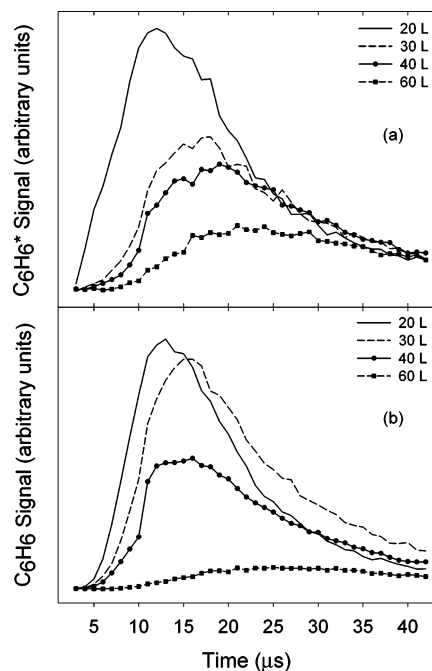 C6H6* Signal (arbitrary units)
20 L
30 L
40 L
60 L
(a)
C6H6 Signal (arbitrary units)
20 L
30 L
40 L
60 L
(b)
5 10 15 20 25 30 35 40
Time (μs)